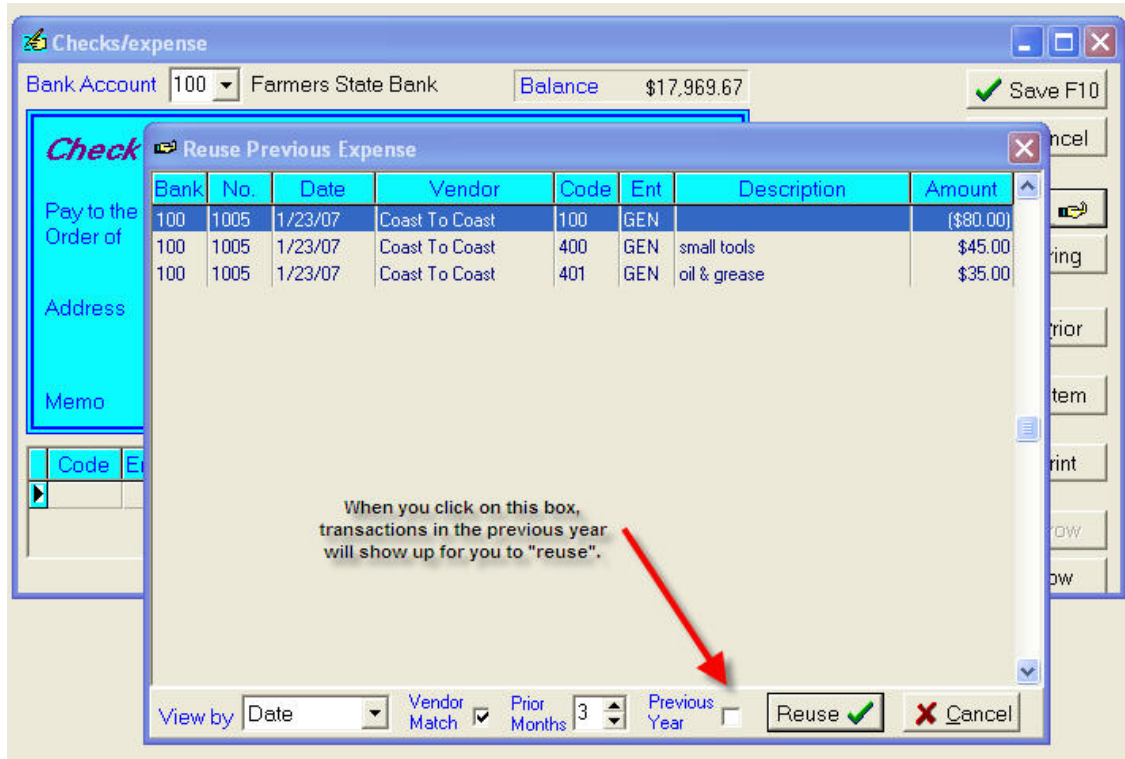 Checks/expense
Bank Account 100 Farmers State Bank Balance $17,969.67
Save F10
Check
ncel
Reuse Previous Expense
Bank No. Date Vendor Code Ent Description Amount
100 1005 1/23/07 Coast To Coast 100 GEN ($80.00)
100 1005 1/23/07 Coast To Coast 400 GEN small tools $45.00
100 1005 1/23/07 Coast To Coast 401 GEN oil & grease $35.00
Pay to the
Order of
Address
Memo
Code
ring
rior
tem
rint
row
ow
When you click on this box,
transactions in the previous year
will show up for you to "reuse".
View by Date
Vendor
Match
Prior
Months 3
Previous
Year
Reuse
Cancel